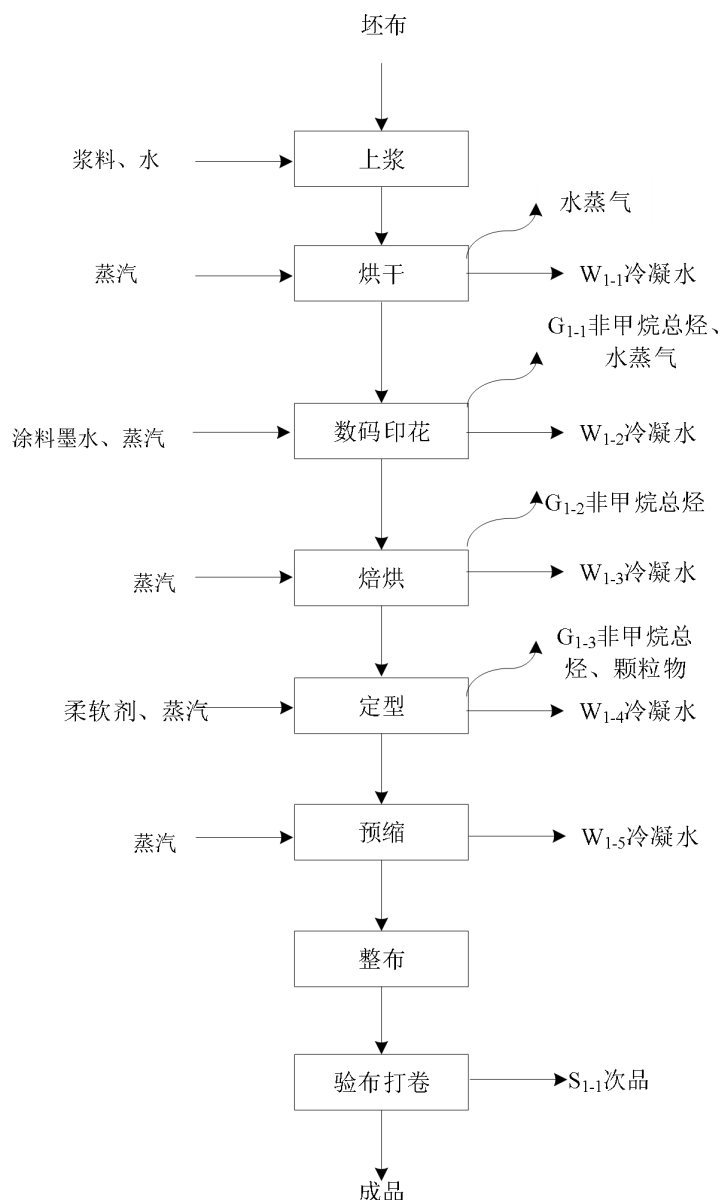 坯布
浆料、水
上浆
水蒸气
蒸汽
烘干
W1-1冷凝水
G1-1非甲烷总烃、
水蒸气
涂料墨水、蒸汽
数码印花
W1-2冷凝水
G1-2非甲烷总烃
蒸汽
焙烘
W1-3冷凝水
G1-3非甲烷总
烃、颗粒物
柔软剂、蒸汽
定型
W1-4冷凝水
蒸汽
预缩
W1-5冷凝水
整布
验布打卷
S1-1次品
成品